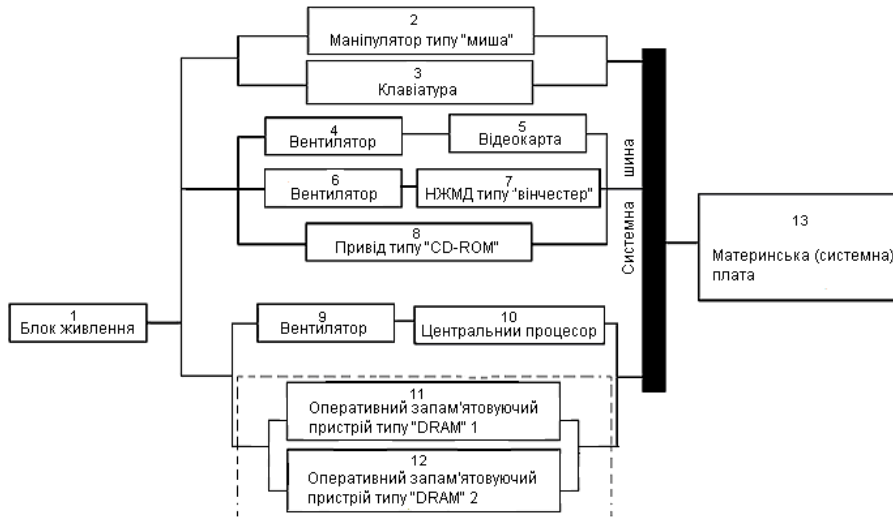 2
Маніпулятор типу "миша"
3
Клавіатура
4
Вентилятор
5
Відеокарта
6
Вентилятор
7
НЖМД типу "вінчестер"
8
Привід типу "CD-ROM"
Системна шина
13
Материнська (системна)
плата
1
Блок живлення
9
Вентилятор
10
Центральний процесор
11
Оперативний запам'ятовуючий
пристрій типу "DRAM" 1
12
Оперативний запам'ятовуючий
пристрій типу "DRAM" 2